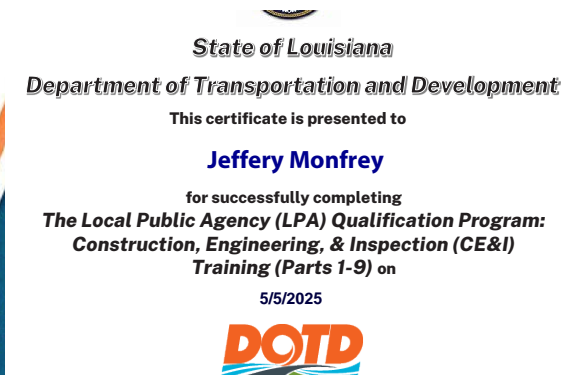 State of Louisiana
Department of Transportation and Development
This certificate is presented to
Jeffery Monfrey
for successfully completing
The Local Public Agency (LPA) Qualification Program:
Construction, Engineering, & Inspection (CE&I)
Training (Parts 1-9) on
5/5/2025
DOTD